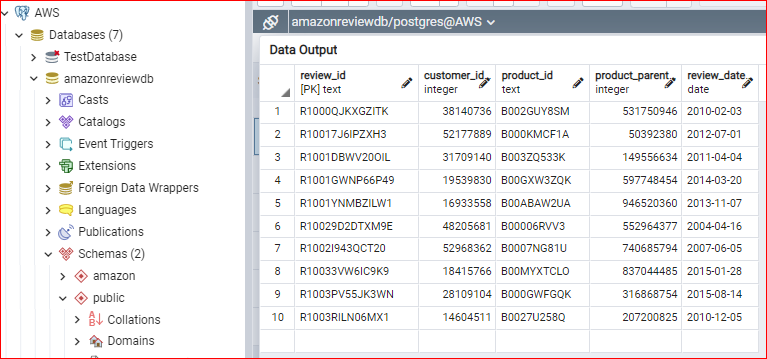 AWS
Databases (7)
TestDatabase
amazonreviewdb
Casts
Catalogs
Event Triggers
Extensions
Foreign Data Wrappers
Languages
Publications
Schemas (2)
amazon
public
Collations
Domains
amazonreviewdb/postgres@AWS
Data Output
review_id customer_id product_id product_parent review_date
[PK] text integer text integer date
1 R1000QJKXGZITK 38140736 B002GUY8SM 531750946 2010-02-03
2 R10017J6IPZXH3 52177889 B000KMCF1A 50392380 2012-07-01
3 R1001DBWV20OIL 31709140 B003ZQ533K 149556634 2011-04-04
4 R1001GWNP66P49 19539830 B00GXW3ZQK 597748454 2014-03-20
5 R1001YNMBZILW1 16933558 B00ABAW2UA 946520360 2013-11-07
6 R10029D2DTXM9E 48205681 B00006RVV3 552964377 2004-04-16
7 R1002I943QCT20 52968362 B0007NG81U 740685794 2007-06-05
8 R10033VW6IC9K9 18415766 B00MYXTCLO 837044485 2015-01-28
9 R1003PV55JK3WN 28109104 B000GWFGQK 316868754 2015-08-14
10 R1003RILN06MX1 14604511 B0027U258Q 207200825 2010-12-05